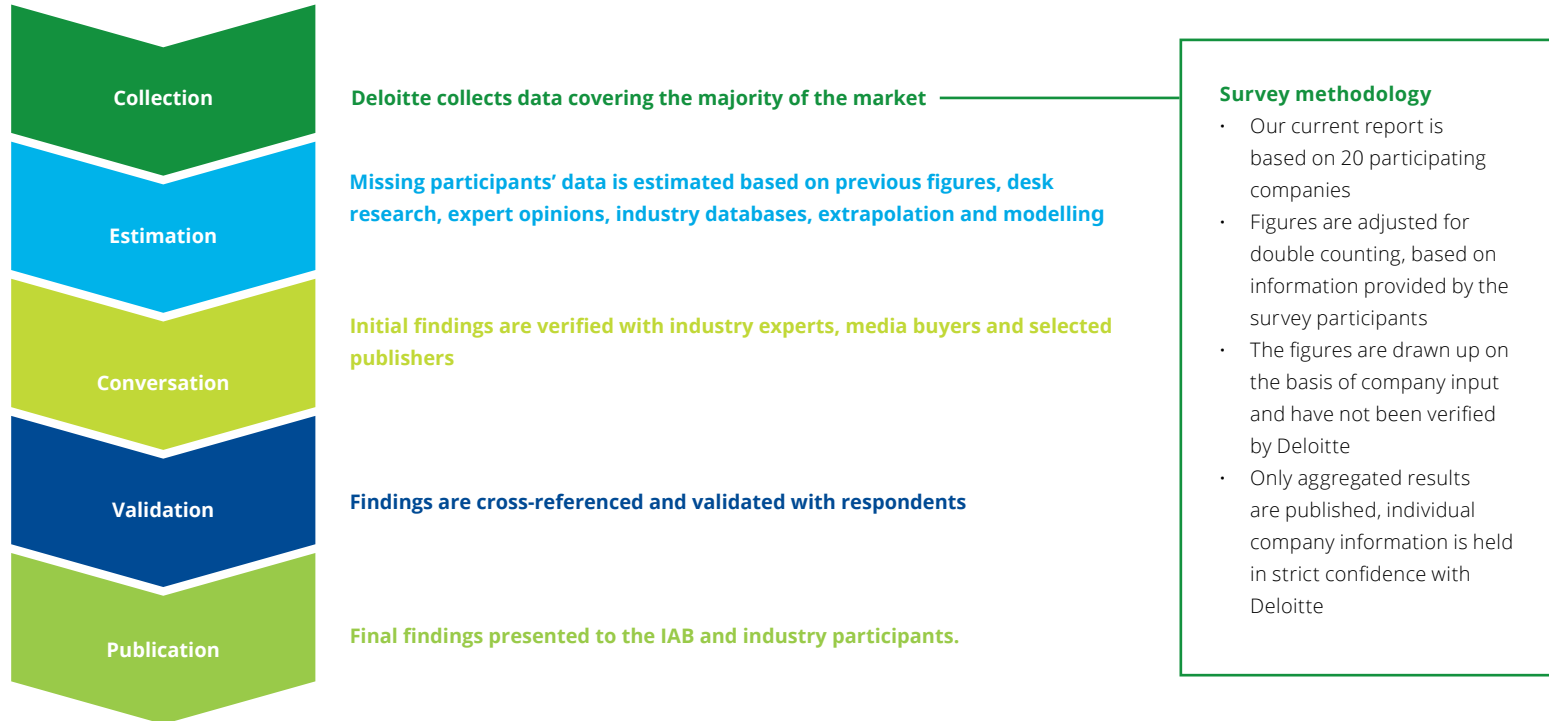 Collection
Deloitte collects data covering the majority of the market
Estimation
Missing participants’ data is estimated based on previous figures, desk
research, expert opinions, industry databases, extrapolation and modelling
Conversation
Initial findings are verified with industry experts, media buyers and selected
publishers
Validation
Findings are cross-referenced and validated with respondents
Publication
Final findings presented to the IAB and industry participants.
Survey methodology
• Our current report is
based on 20 participating
companies
• Figures are adjusted for
double counting, based on
information provided by the
survey participants
• The figures are drawn up on
the basis of company input
and have not been verified
by Deloitte
• Only aggregated results
are published, individual
company information is held
in strict confidence with
Deloitte